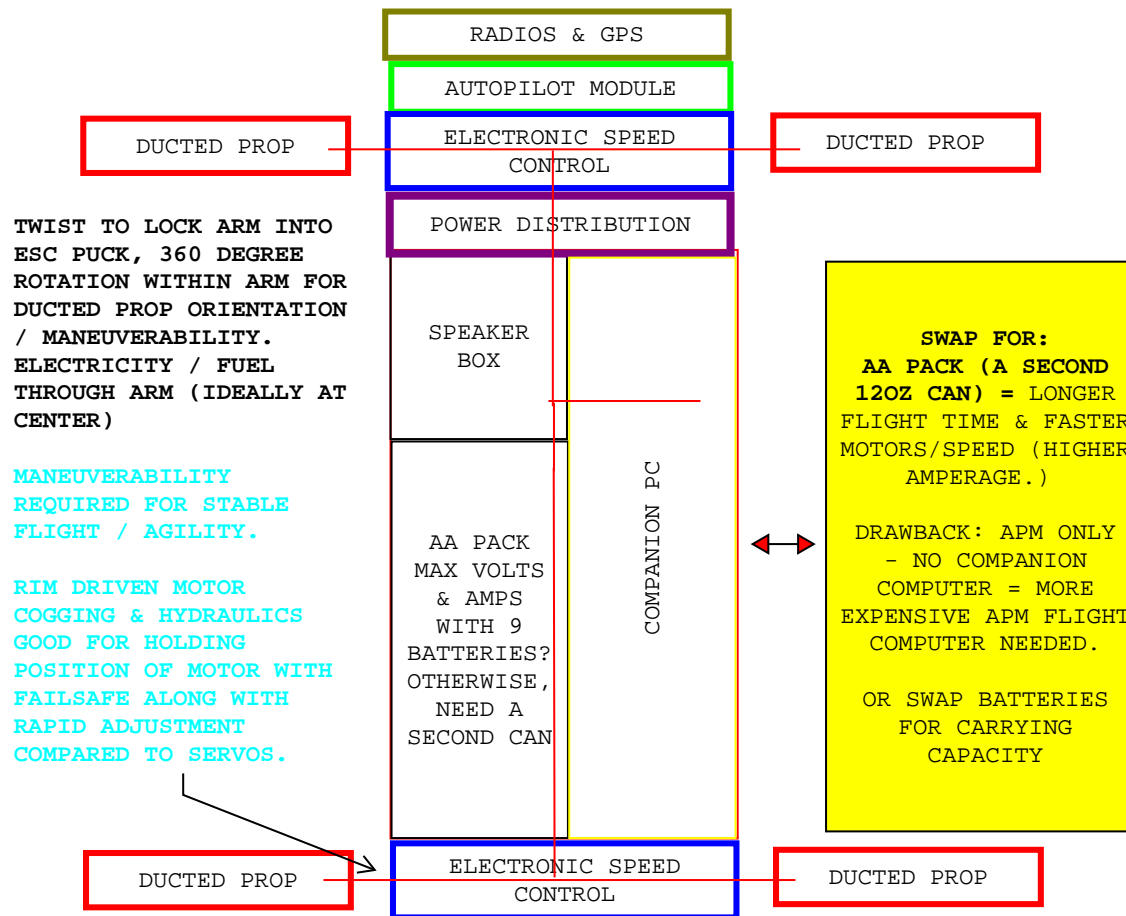 RADIOS & GPS
AUTOPILOT MODULE
DUCTED PROP
ELECTRONIC SPEED
CONTROL
DUCTED PROP
POWER DISTRIBUTION
TWIST TO LOCK ARM INTO
ESC PUCK, 360 DEGREE
ROTATION WITHIN ARM FOR
DUCTED PROP ORIENTATION
/ MANEUVERABILITY.
ELECTRICITY / FUEL
THROUGH ARM (IDEALLY AT
CENTER)
MANEUVERABILITY
REQUIRED FOR STABLE
FLIGHT / AGILITY.
RIM DRIVEN MOTOR
COGGING & HYDRAULICS
GOOD FOR HOLDING
POSITION OF MOTOR WITH
FAILSAFE ALONG WITH
RAPID ADJUSTMENT
COMPARED TO SERVOS.
SPEAKER
BOX
AA PACK
MAX VOLTS
& AMPS
WITH 9
BATTERIES?
OTHERWISE,
NEED A
SECOND CAN
COMPANION PC
SWAP FOR:
AA PACK (A SECOND
12OZ CAN) = LONGER
FLIGHT TIME & FASTER
MOTORS/SPEED (HIGHER
AMPERAGE.)
DRAWBACK: APM ONLY
- NO COMPANION
COMPUTER = MORE
EXPENSIVE APM FLIGHT
COMPUTER NEEDED.
OR SWAP BATTERIES
FOR CARRYING
CAPACITY
DUCTED PROP
ELECTRONIC SPEED
CONTROL
DUCTED PROP